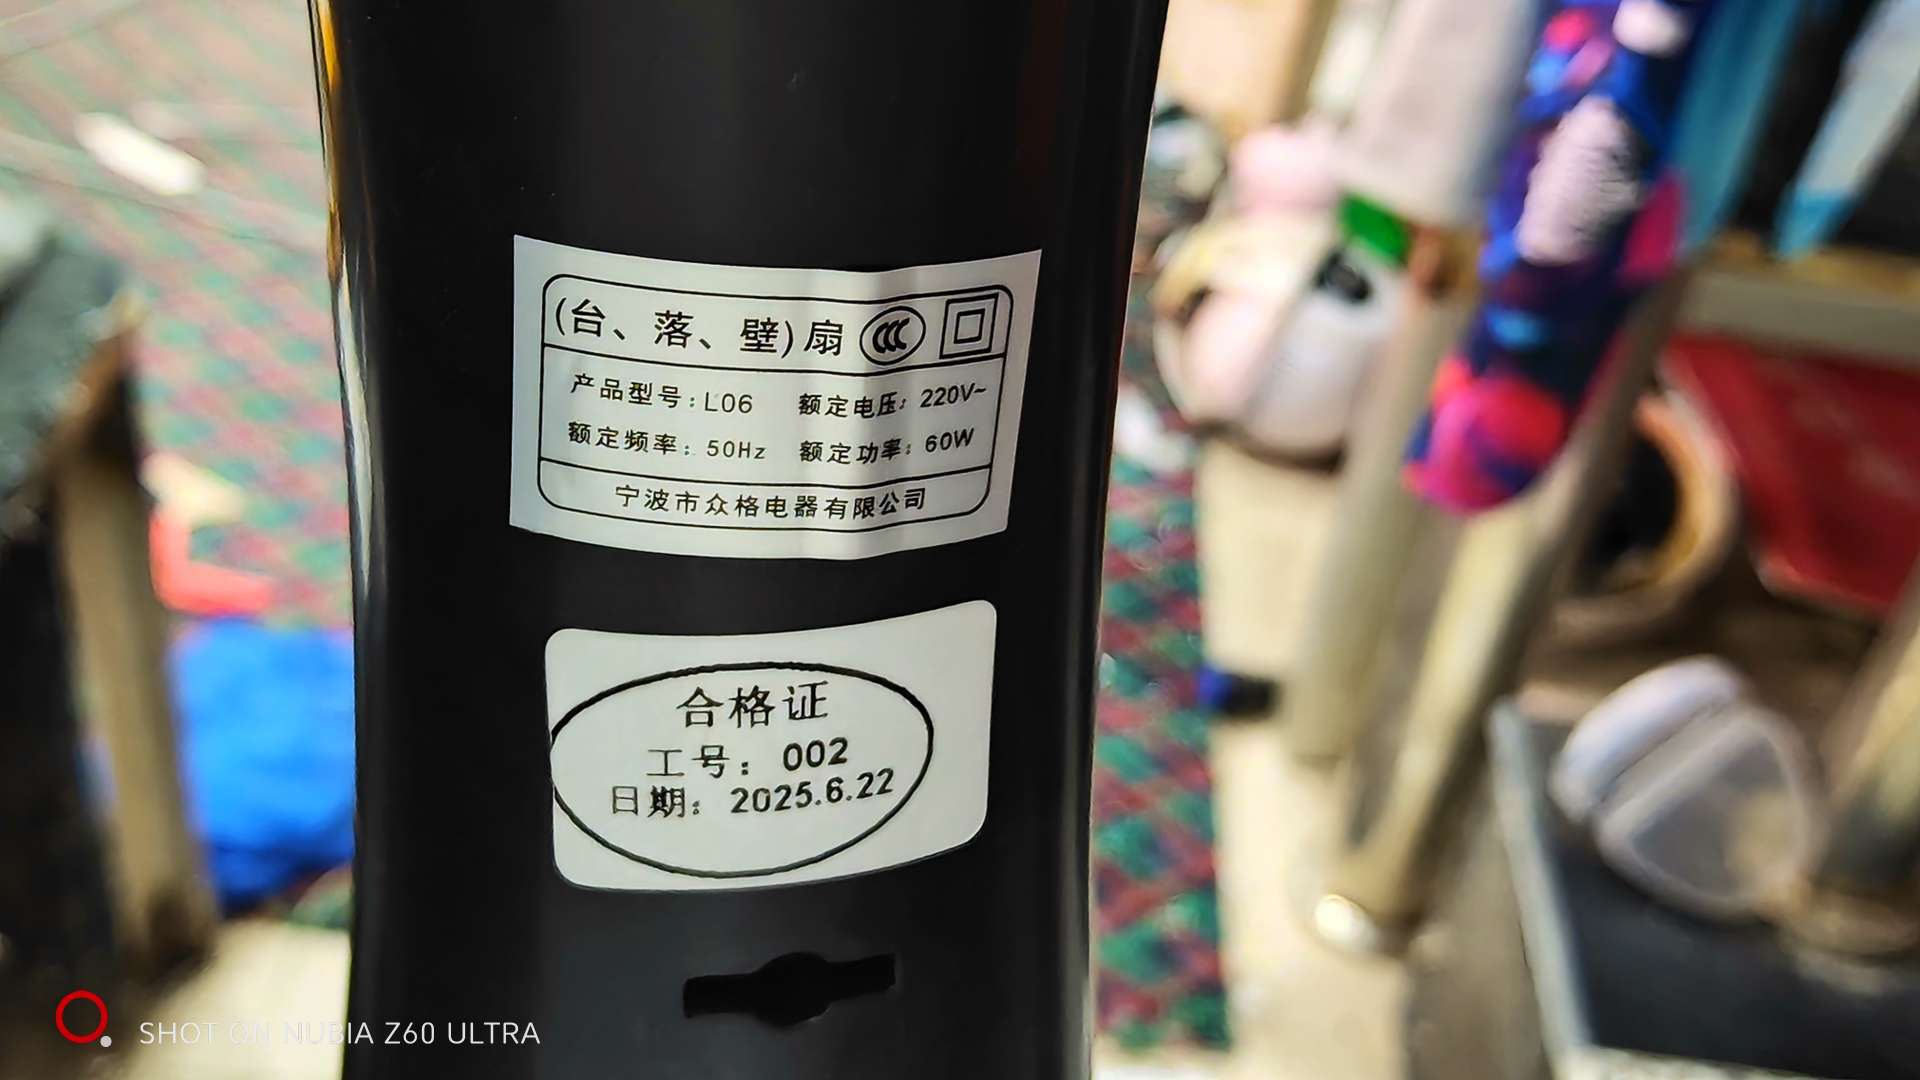 (台、落、壁)扇 CCC
产品型号：L06 额定电压：220V~
额定频率：50Hz 额定功率：60W
宁波市众格电器有限公司
合格证
工号：002
日期：2025.6.22
SHOT ON NUBIA Z60 ULTRA